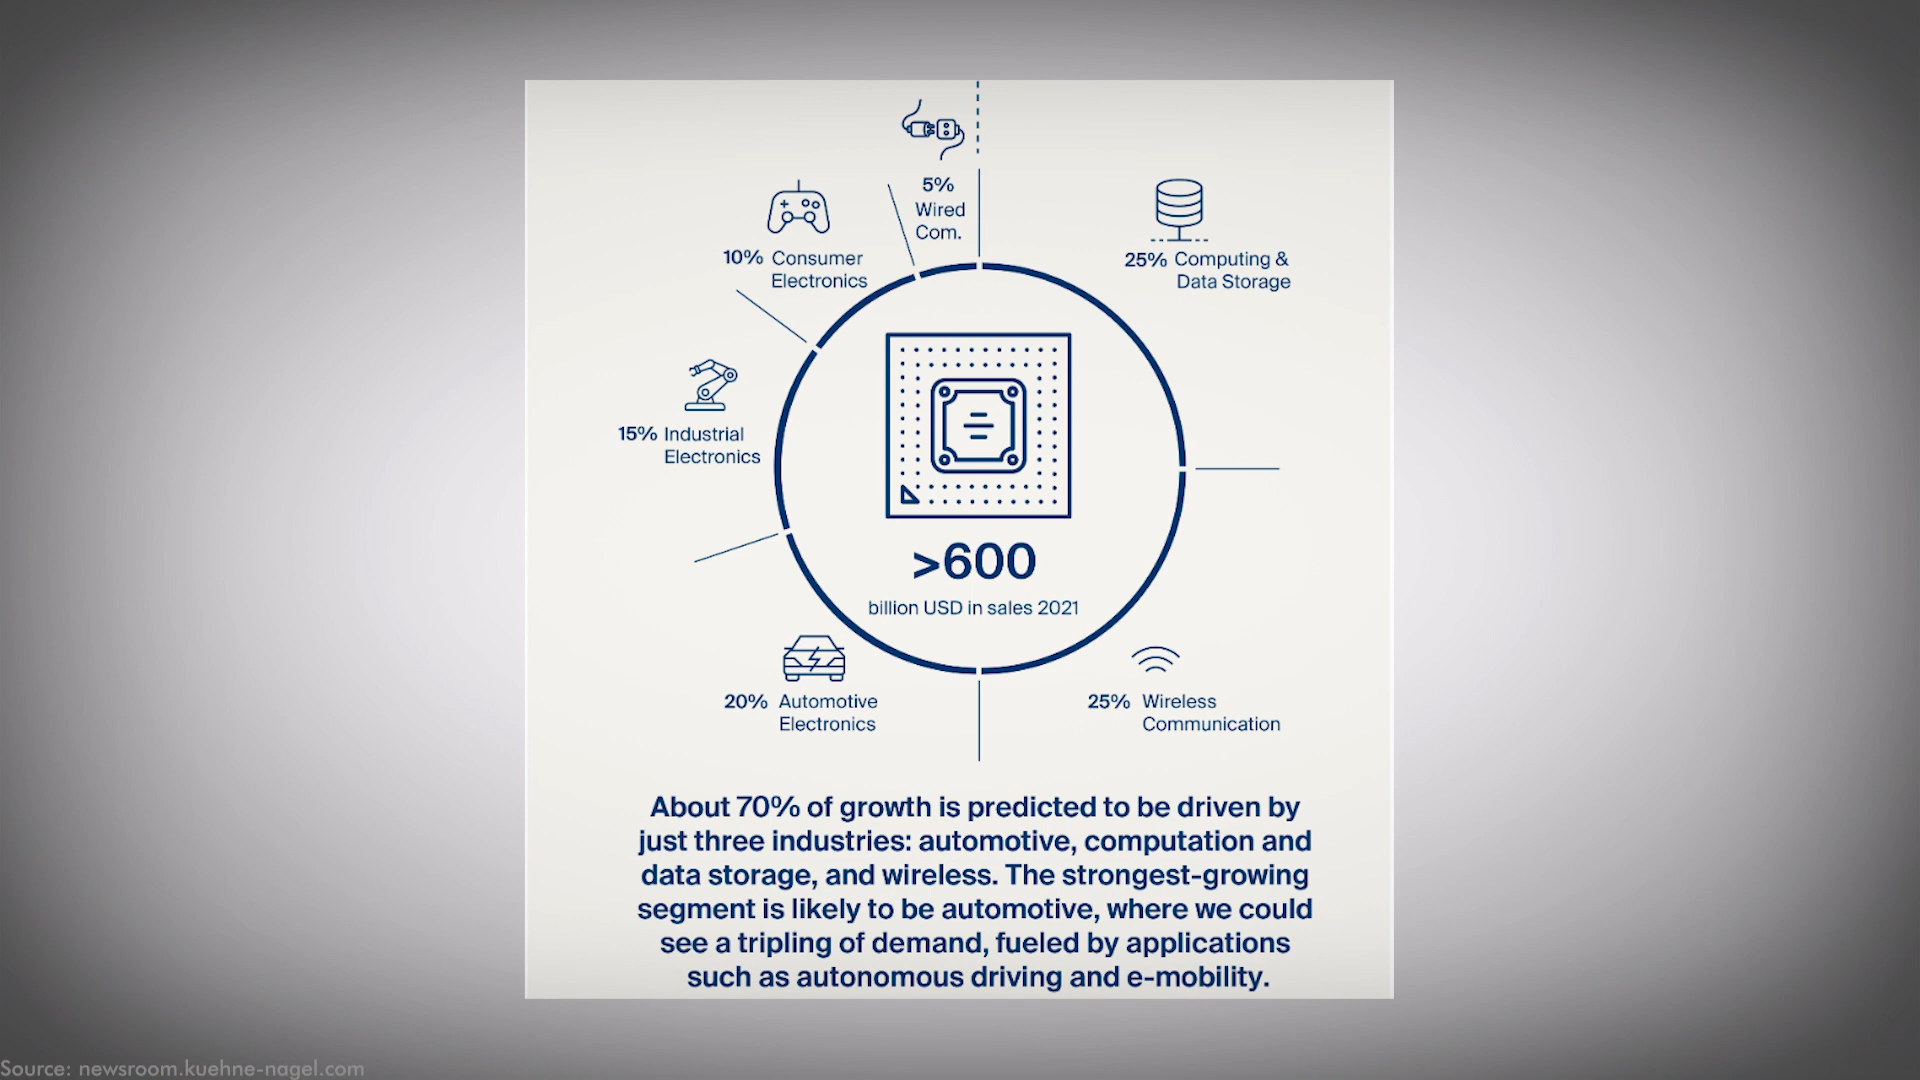 5%
Wired
Com.
10% Consumer
Electronics
25% Computing &
Data Storage
15% Industrial
Electronics
>600
billion USD in sales 2021
20% Automotive
Electronics
25% Wireless
Communication
About 70% of growth is predicted to be driven by
just three industries: automotive, computation and
data storage, and wireless. The strongest-growing
segment is likely to be automotive, where we could
see a tripling of demand, fueled by applications
such as autonomous driving and e-mobility.
Source: newsroom.kuehne-nagel.com